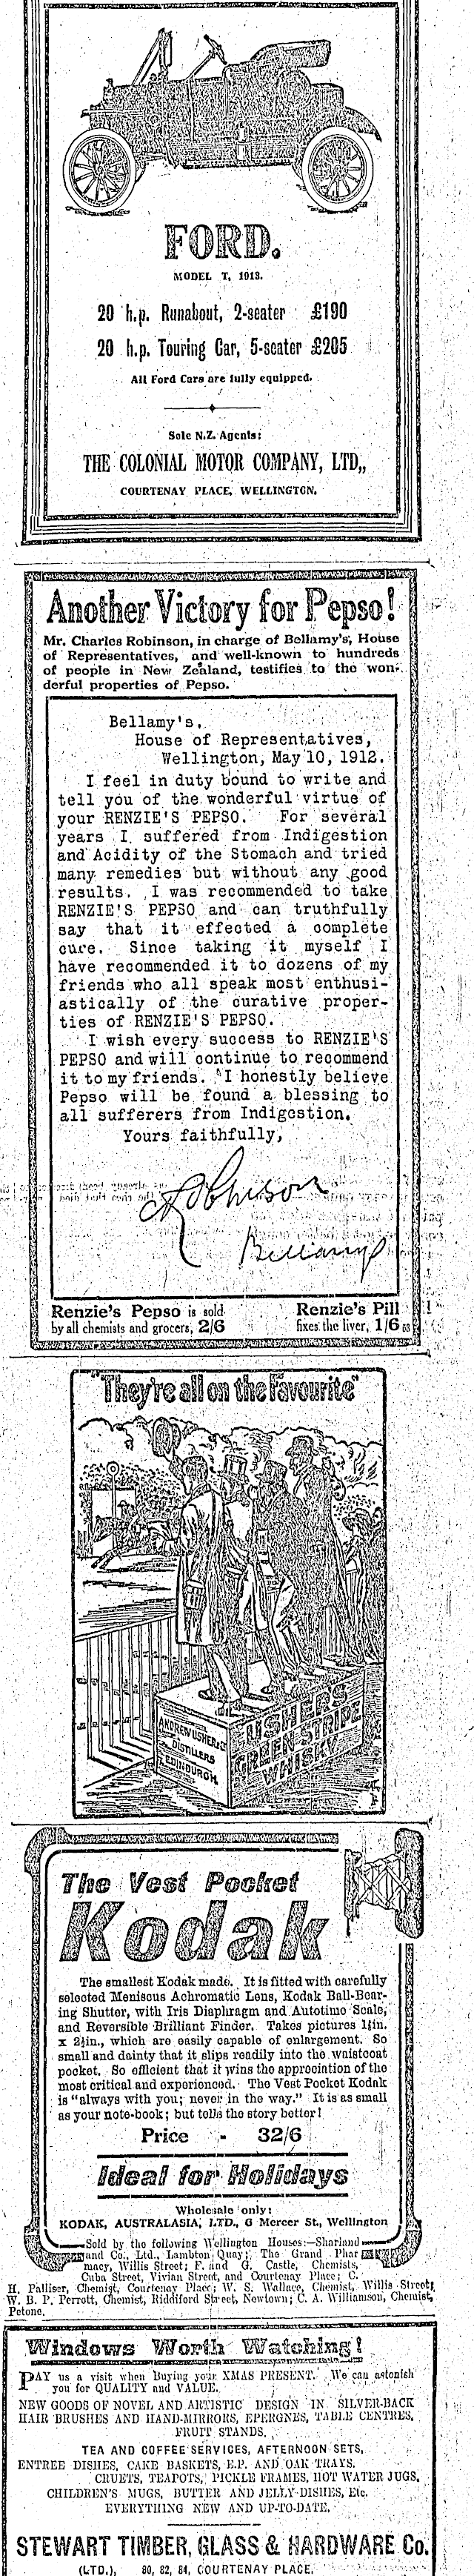 FORD.
MODEL T, 1913.
20 h.p. Runabout, 2-seater £190
20 h.p. Touring Car, 5-seater £205
All Ford Cars are fully equipped.
Sole N.Z. Agents:
THE COLONIAL MOTOR COMPANY, LTD.,
COURTENAY PLACE, WELLINGTON.
Another Victory for Pepso!
Mr. Charles Robinson, in charge of Bellamy's, House
of Representatives, and well-known to hundreds
of people in New Zealand, testifies to the won-
derful properties of Pepso.
Bellamy's,
House of Representatives,
Wellington, May 10, 1912.
I feel in duty bound to write and
tell you of the wonderful virtue of
your RENZIE'S PEPSO. For several
years I suffered from Indigestion
and Acidity of the Stomach and tried
many remedies but without any good
results. I was recommended to take
RENZIE'S PEPSO and can truthfully
say that it effected a complete
cure. Since taking it myself I
have recommended it to dozens of my
friends who all speak most enthusi-
astically of the curative proper-
ties of RENZIE'S PEPSO.
I wish every success to RENZIE'S
PEPSO and will continue to recommend
it to my friends. I honestly believe
Pepso will be found a blessing to
all sufferers from Indigestion.
Yours faithfully,
C Robinson
Bellamys
Renzie's Pepso is sold
by all chemists and grocers, 2/6
Renzie's Pill
fixes the liver, 1/6
"They're all on the Favourite"
ANDREW USHER & Co
DISTILLERS
EDINBURGH
USHER'S
GREEN STRIPE
WHISKY
The Vest Pocket
Kodak
The smallest Kodak made. It is fitted with carefully
selected Meniscus Achromatic Lens, Kodak Ball-Bear-
ing Shutter, with Iris Diaphragm and Autotime Scale,
and Reversible Brilliant Finder. Takes pictures 1⅝in.
x 2½in., which are easily capable of enlargement. So
small and dainty that it slips readily into the waistcoat
pocket. So efficient that it wins the appreciation of the
most critical and experienced. The Vest Pocket Kodak
is "always with you; never in the way." It is as small
as your note-book; but tells the story better!
Price - 32/6
Ideal for Holidays
Wholesale only:
KODAK, AUSTRALASIA, LTD., 6 Mercer St., Wellington
Sold by the following Wellington Houses:—Sharland
and Co., Ltd., Lambton Quay; The Grand Phar
macy, Willis Street; F. and G. Castle, Chemists,
Cuba Street, Vivian Street, and Courtenay Place; C.
H. Palliser, Chemist, Courtenay Place; W. S. Wallace, Chemist, Willis Street;
W. B. P. Perrott, Chemist, Riddiford Street, Newtown; C. A. Williamson, Chemist,
Petone.
Windows Worth Watching!
PAY us a visit when Buying your XMAS PRESENT. We can astonish
you for QUALITY and VALUE.
NEW GOODS OF NOVEL AND ARTISTIC DESIGN IN SILVER-BACK
HAIR BRUSHES AND HAND-MIRRORS, EPERGNES, TABLE CENTRES,
FRUIT STANDS.
TEA AND COFFEE SERVICES, AFTERNOON SETS,
ENTREE DISHES, CAKE BASKETS, E.P. AND OAK TRAYS.
CRUETS, TEAPOTS, PICKLE FRAMES, HOT WATER JUGS,
CHILDREN'S MUGS, BUTTER AND JELLY DISHES, Etc.
EVERYTHING NEW AND UP-TO-DATE.
STEWART TIMBER, GLASS & HARDWARE Co.
(LTD.), 80, 82, 84, COURTENAY PLACE.